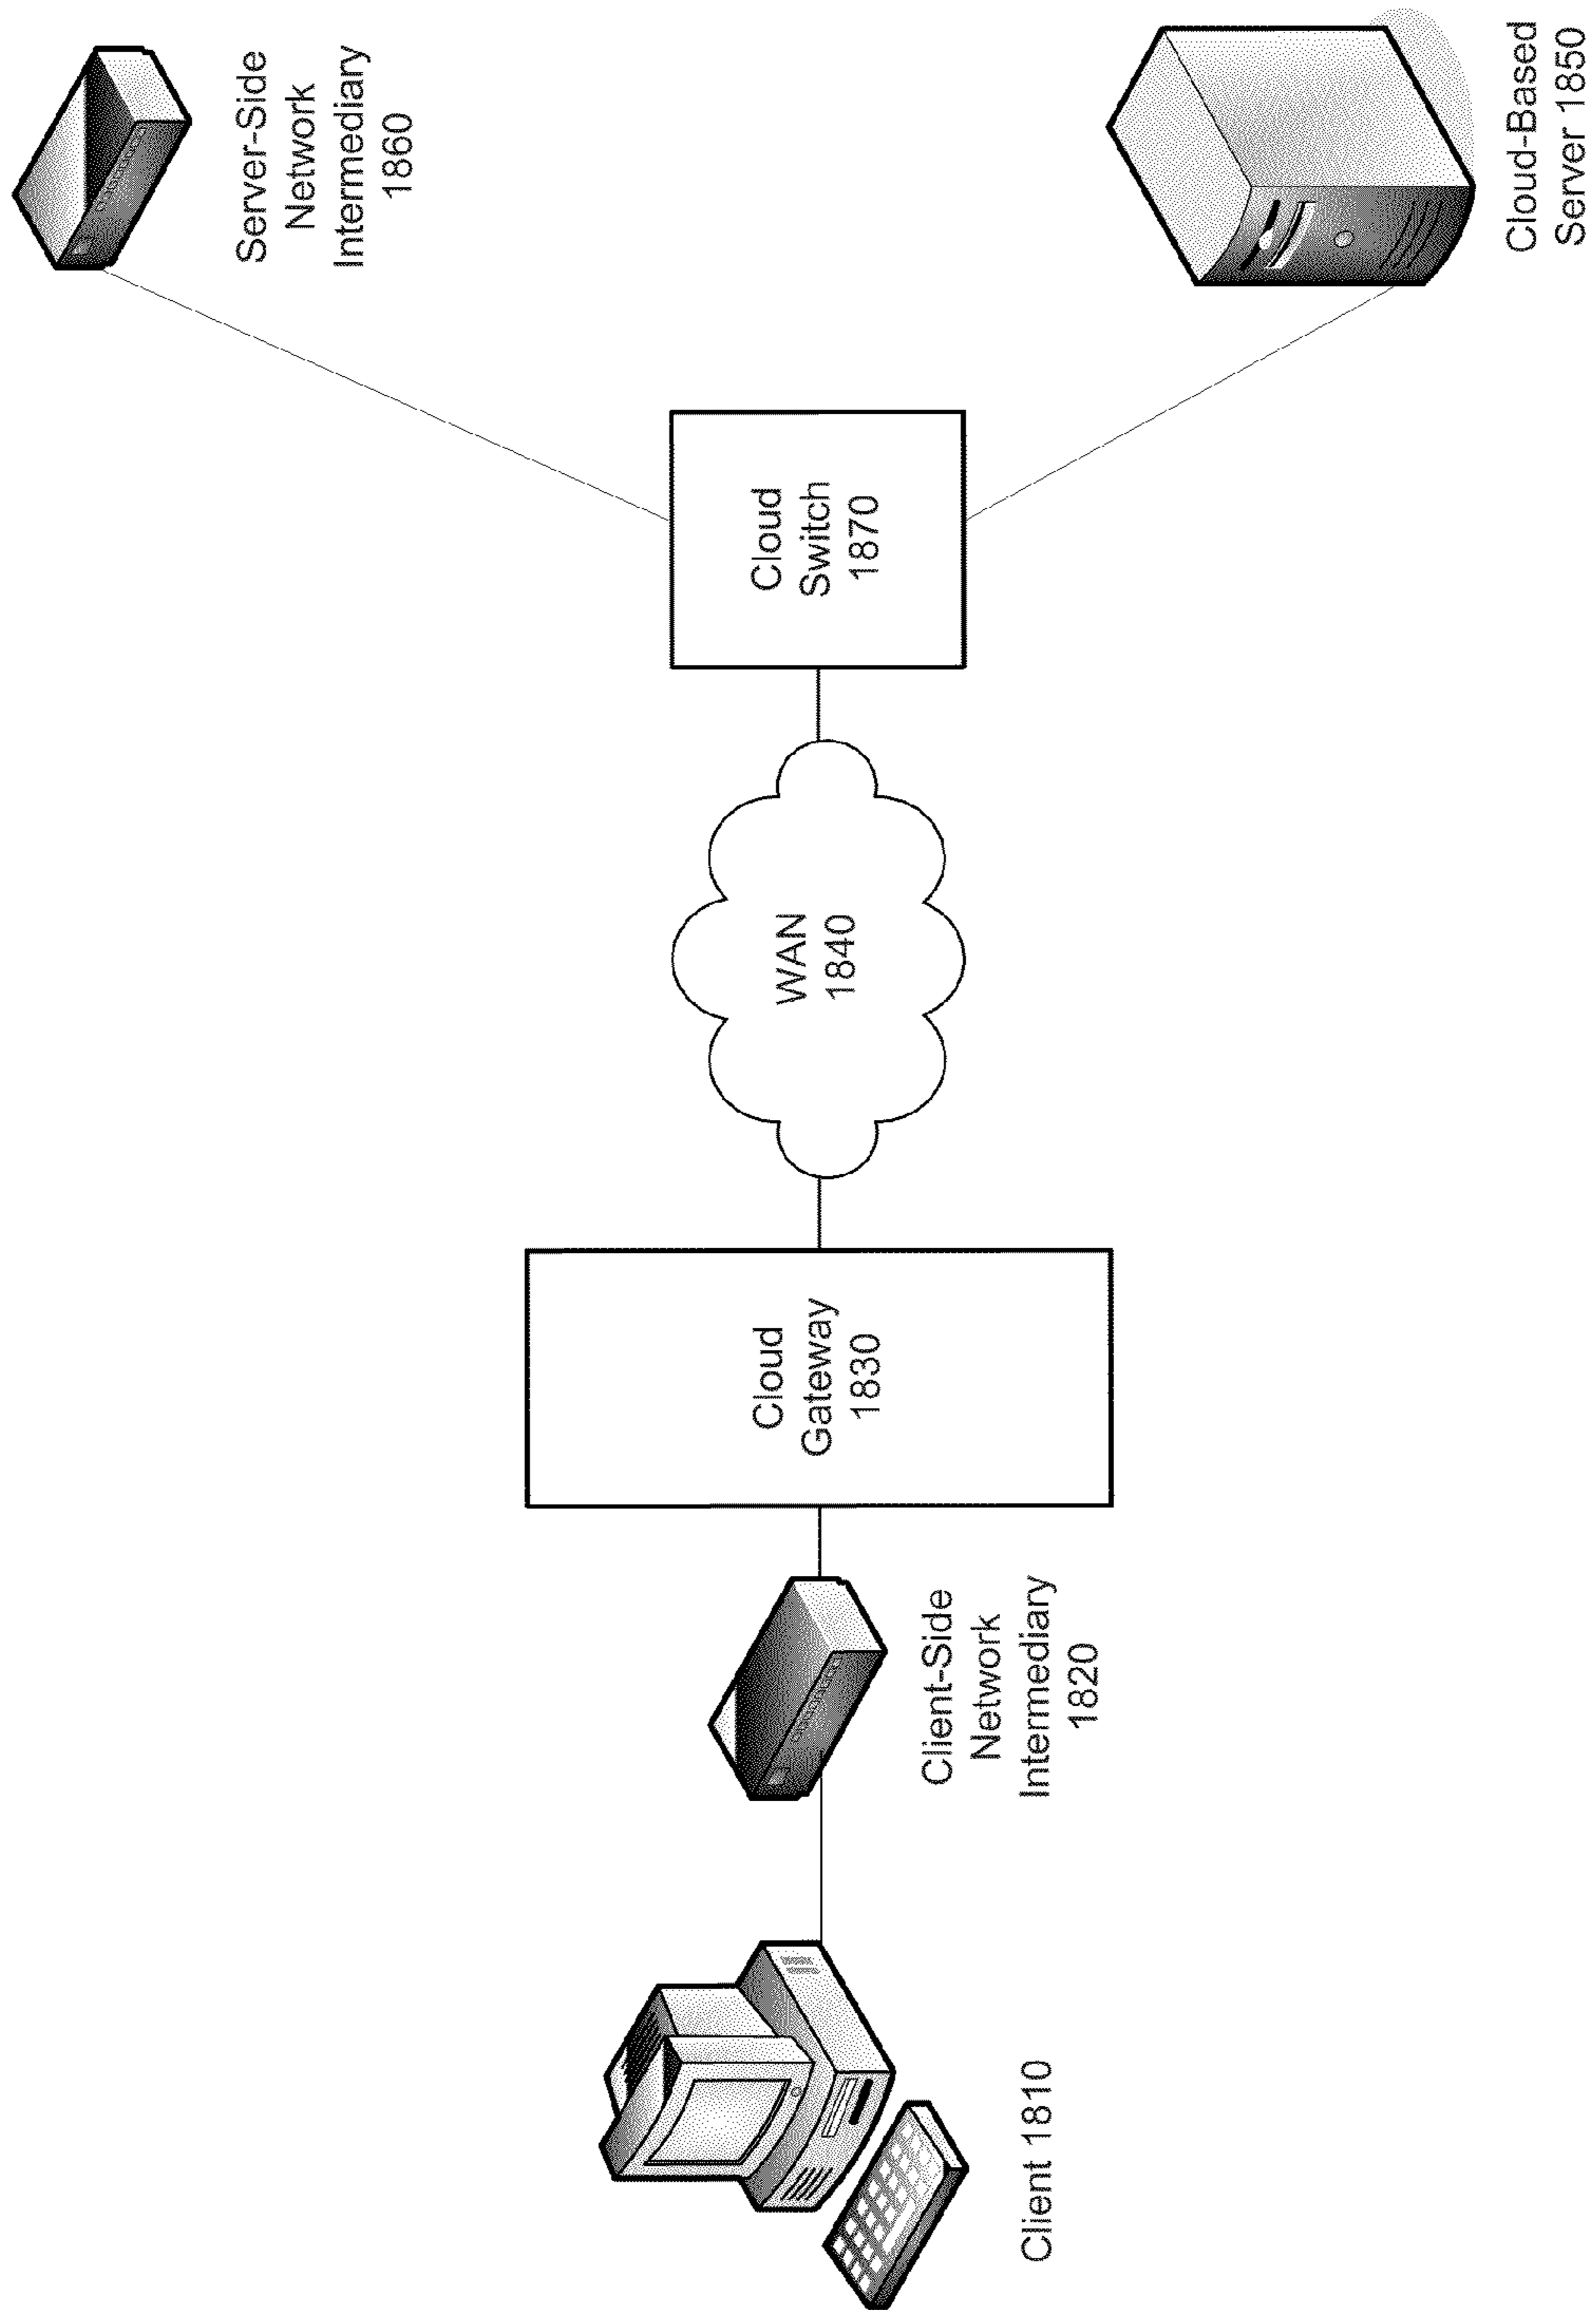 Client 1810
Client-Side
Network
Intermediary
1820
Cloud
Gateway
1830
WAN
1840
Cloud
Switch
1870
Server-Side
Network
Intermediary
1860
Cloud-Based
Server 1850